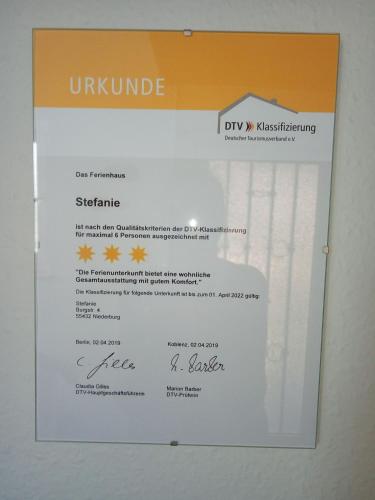 URKUNDE
DTV Klassifizierung
Deutscher Tourismusverband e.V.
Das Ferienhaus
Stefanie
ist nach den Qualitätskriterien der DTV-Klassifizierung
für maximal 6 Personen ausgezeichnet mit
"Die Ferienunterkunft bietet eine wohnliche
Gesamtausstattung mit gutem Komfort."
Die Klassifizierung für folgende Unterkunft ist bis zum 01. April 2022 gültig:
Stefanie
Burgstr. 4
55432 Niederburg
Berlin, 02.04.2019
Koblenz, 02.04.2019
C Gilles
M. Barber
Claudia Gilles
DTV-Hauptgeschäftsführerin
Marion Barber
DTV-Prüferin